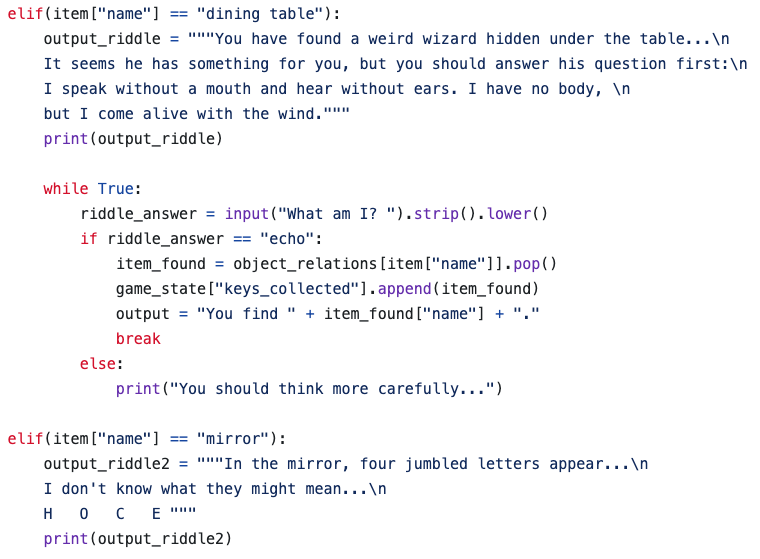 elif(item["name"] == "dining table"):
    output_riddle = """You have found a weird wizard hidden under the table...\n
    It seems he has something for you, but you should answer his question first:\n
    I speak without a mouth and hear without ears. I have no body, \n
    but I come alive with the wind."""
    print(output_riddle)

    while True:
        riddle_answer = input("What am I? ").strip().lower()
        if riddle_answer == "echo":
            item_found = object_relations[item["name"]].pop()
            game_state["keys_collected"].append(item_found)
            output = "You find " + item_found["name"] + "."
            break
        else:
            print("You should think more carefully...")

elif(item["name"] == "mirror"):
    output_riddle2 = """In the mirror, four jumbled letters appear...\n
    I don't know what they might mean...\n
    H   O   C   E """
    print(output_riddle2)